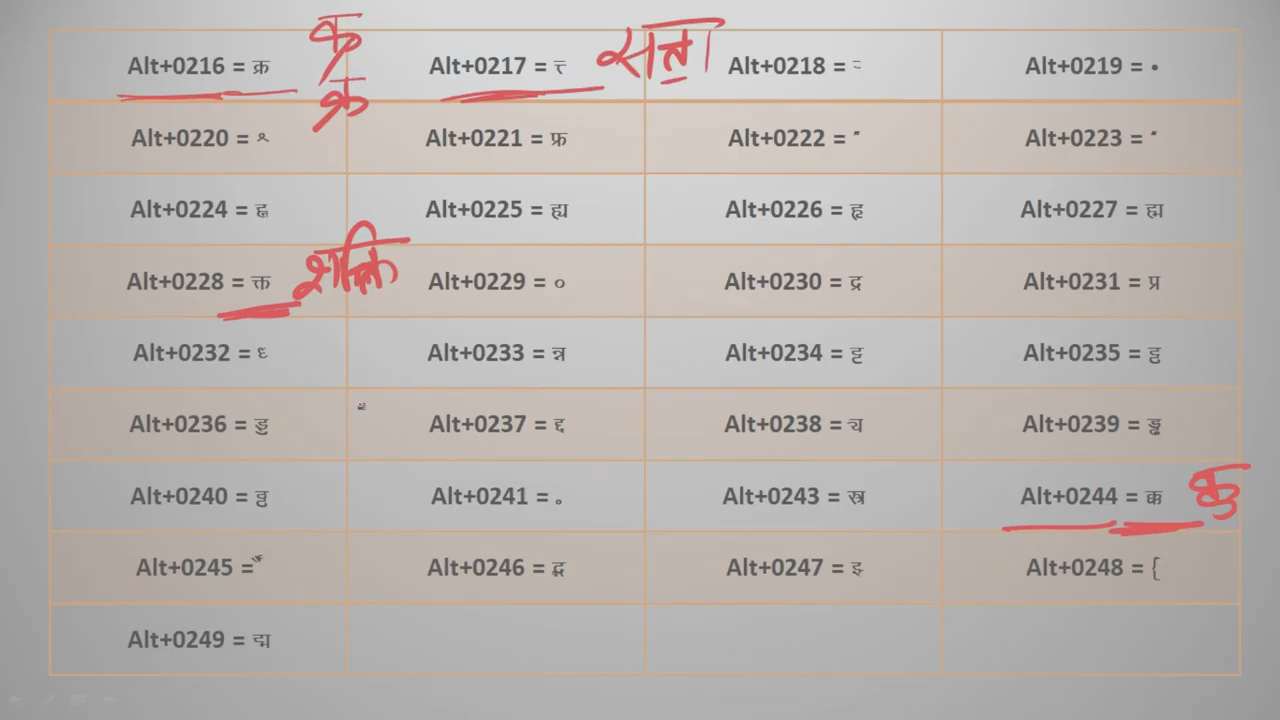 Alt+0216 = क्र Alt+0217 = Alt+0218 = Alt+0219 = •
Alt+0220 = Alt+0221 = फ्र Alt+0222 = Alt+0223 =
Alt+0224 = ह्ण Alt+0225 = ह्य Alt+0226 = हृ Alt+0227 = ह्म
Alt+0228 = क्त शक्ति Alt+0229 = ० Alt+0230 = द्र Alt+0231 = प्र
Alt+0232 = Alt+0233 = न्न Alt+0234 = ट्ट Alt+0235 =
Alt+0236 = Alt+0237 = द्द Alt+0238 = Alt+0239 =
Alt+0240 = Alt+0241 = Alt+0243 = स्त्र Alt+0244 = क्क
Alt+0245 = Alt+0246 = Alt+0247 = Alt+0248 = {
Alt+0249 = द्म